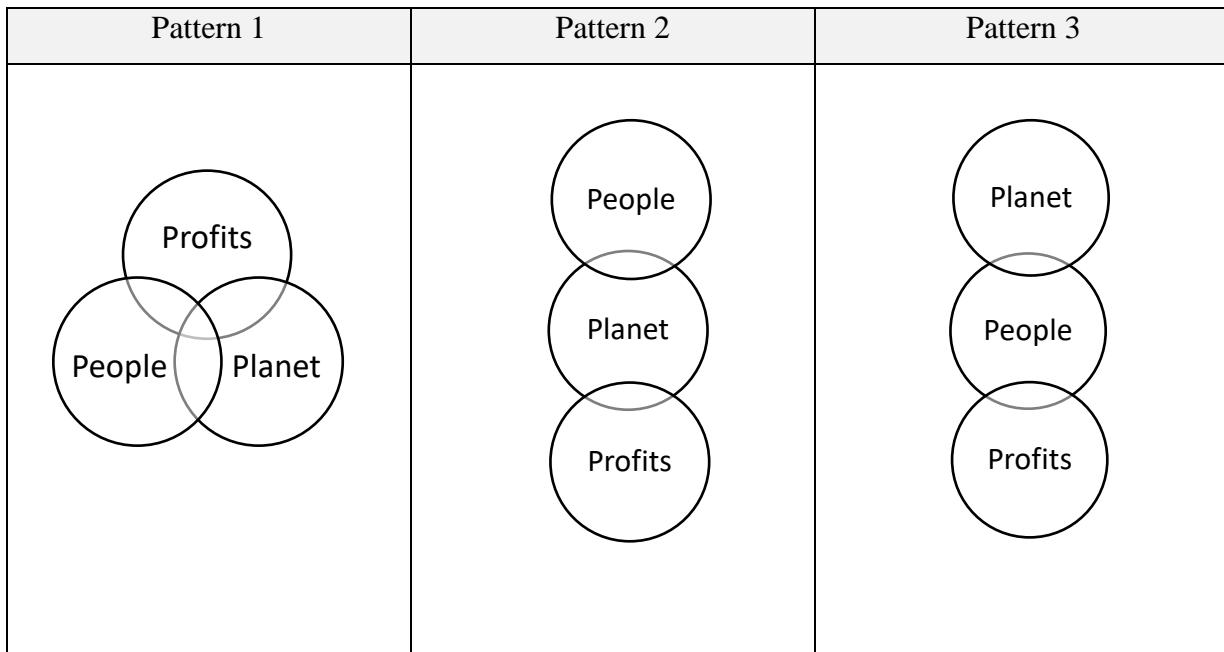 Pattern 1
Pattern 2
Pattern 3
Profits
People
Planet
People
Planet
Profits
Planet
People
Profits